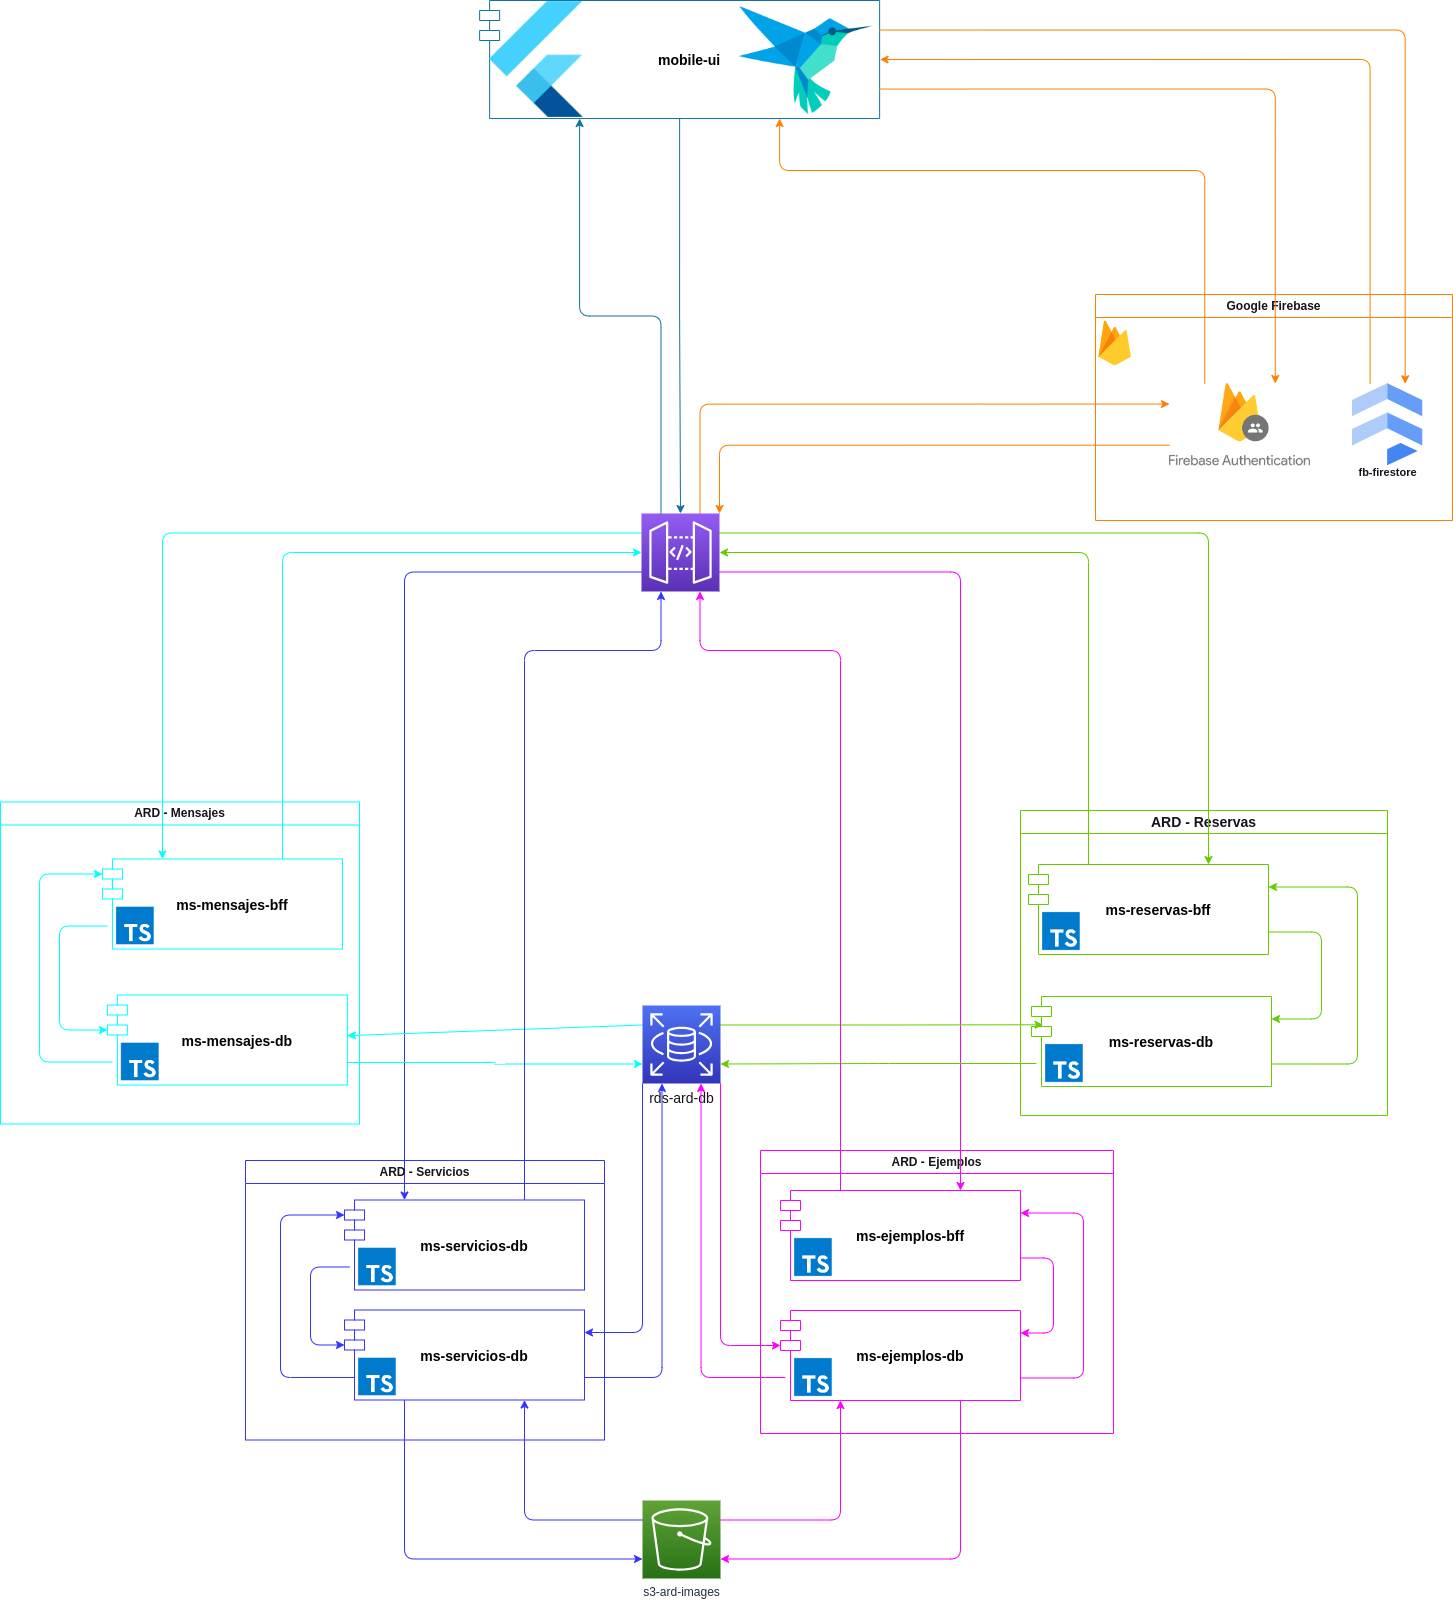 mobile-ui
Google Firebase
Firebase Authentication
fb-firestore
</>
ARD - Mensajes
ms-mensajes-bff
TS
ms-mensajes-db
TS
ARD - Reservas
ms-reservas-bff
TS
ms-reservas-db
TS
rds-ard-db
ARD - Servicios
ms-servicios-db
TS
ms-servicios-db
TS
ARD - Ejemplos
ms-ejemplos-bff
TS
ms-ejemplos-db
TS
s3-ard-images